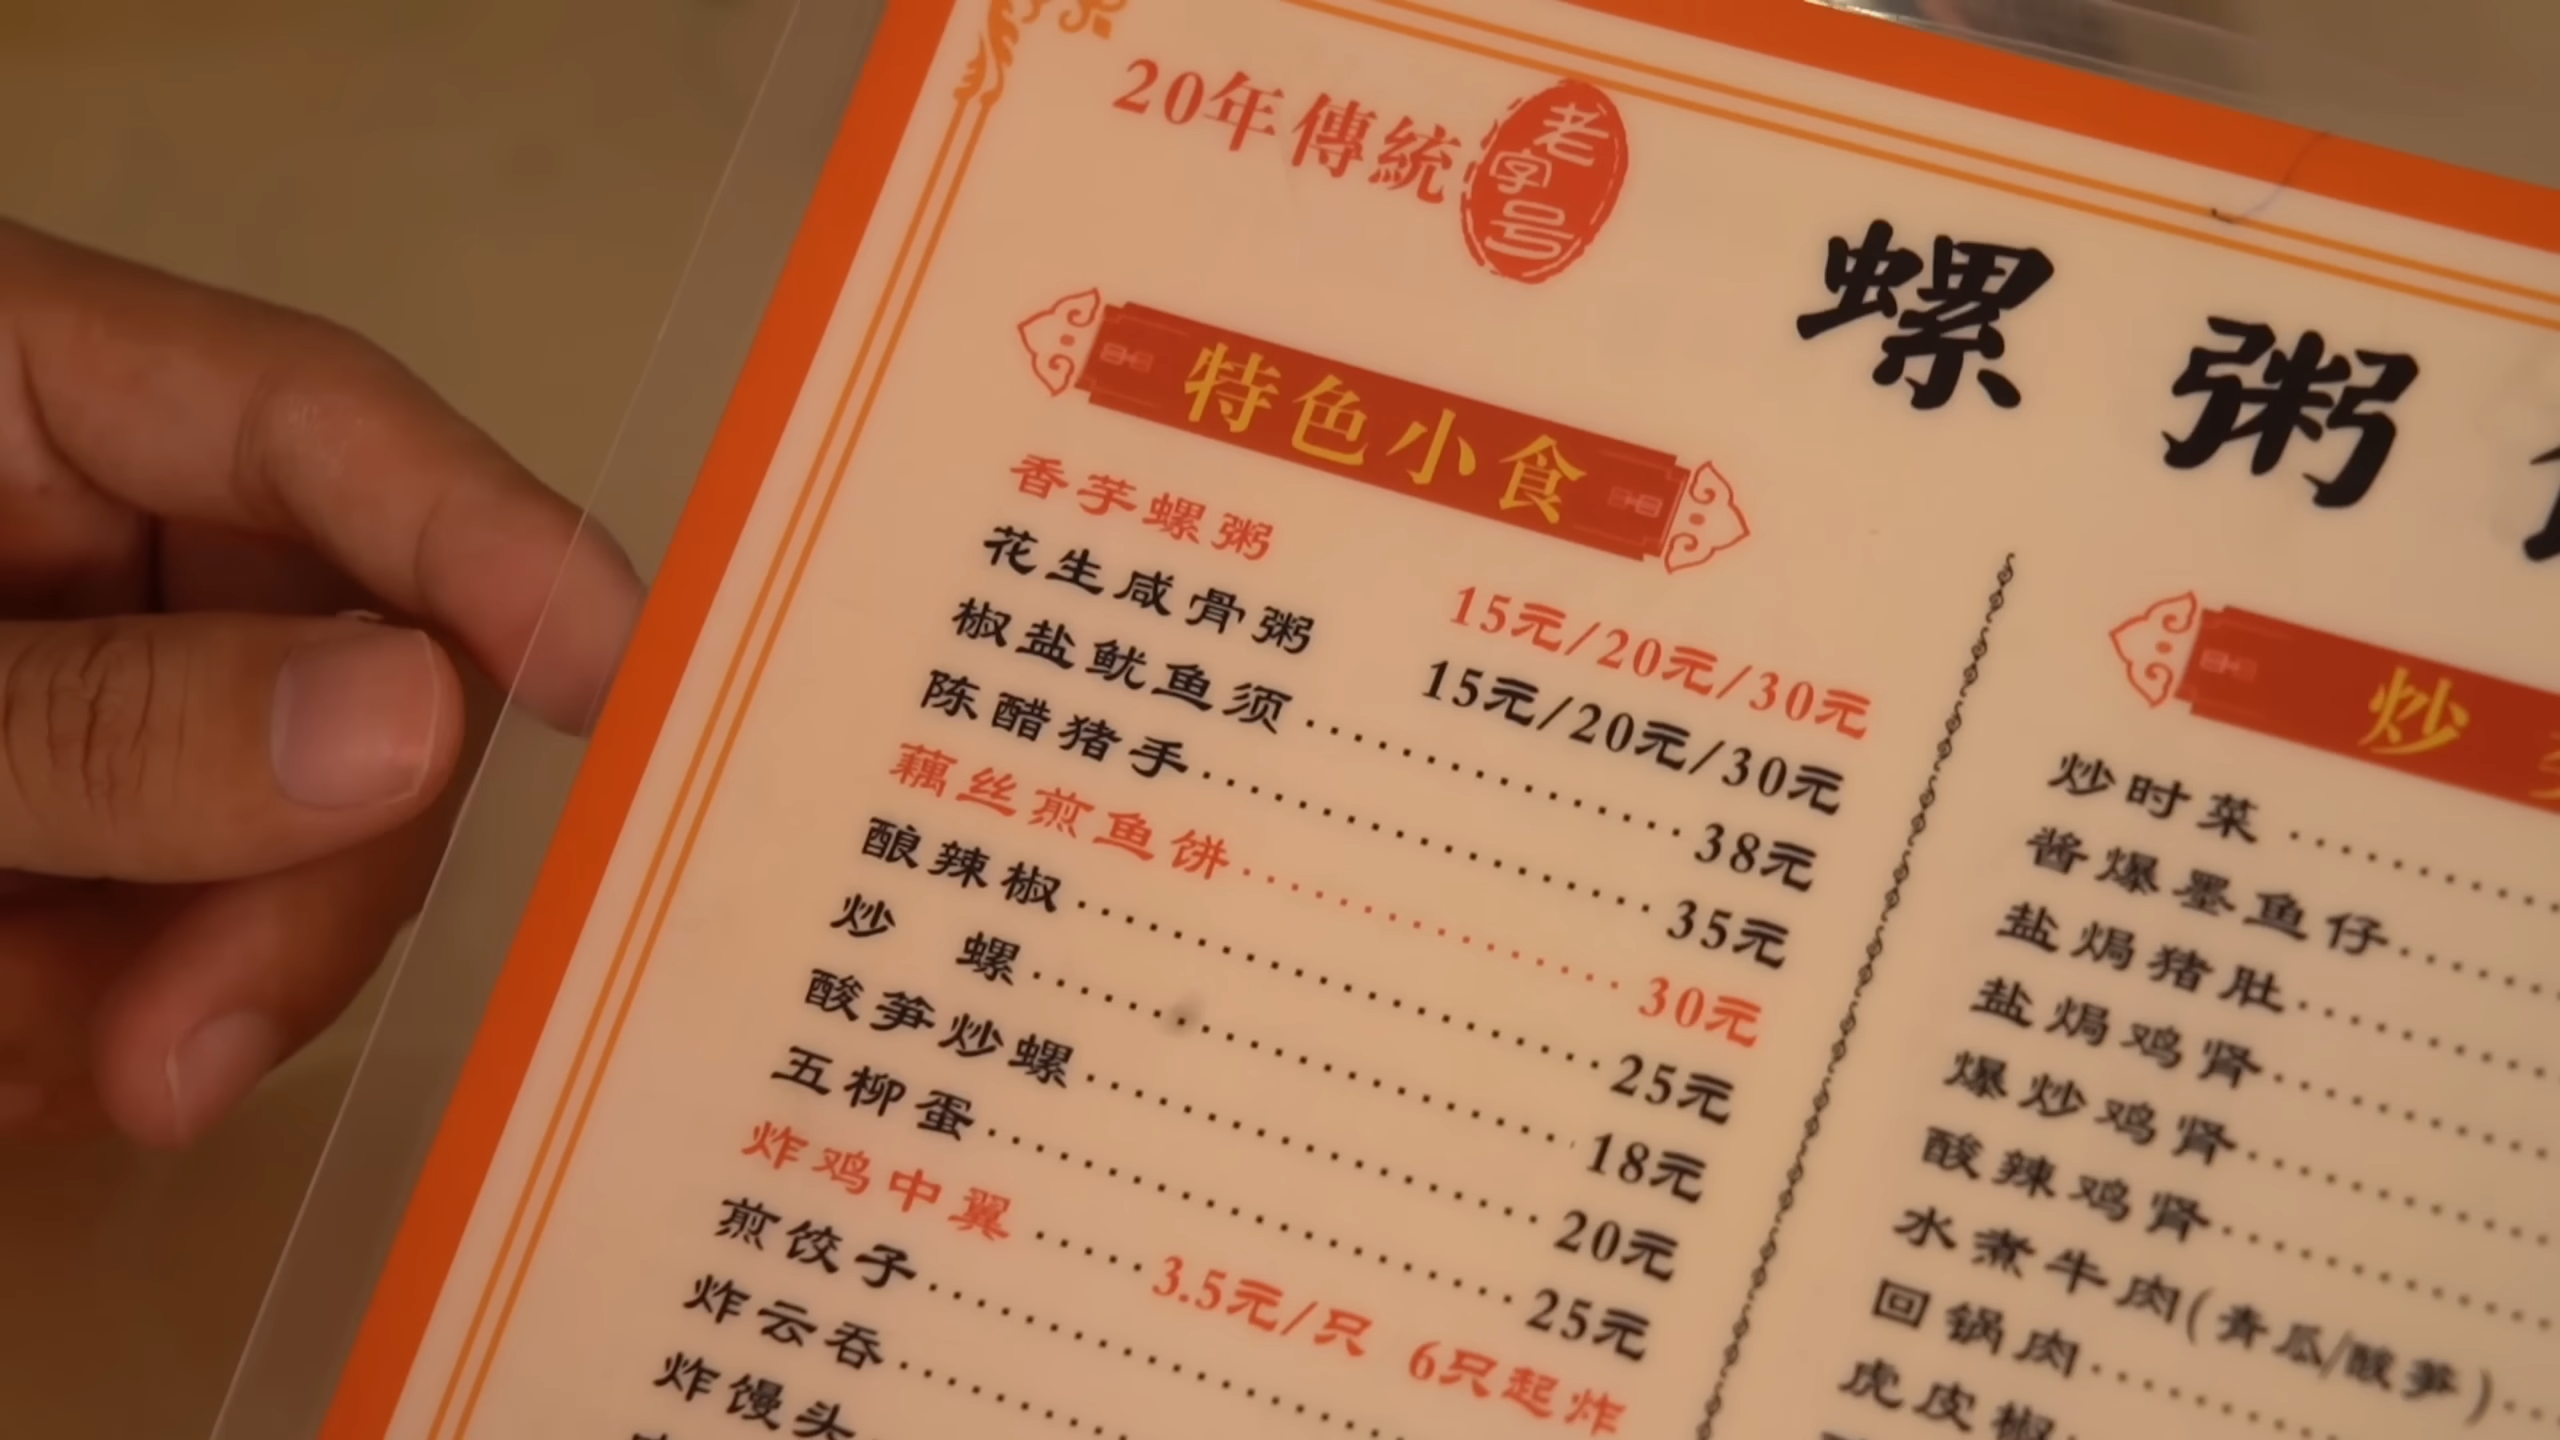 20年傳統
老字号
螺粥
特色小食
香芋螺粥 15元/20元/30元
花生咸骨粥 15元/20元/30元
椒盐鱿鱼须 38元
陈醋猪手 35元
藕丝煎鱼饼 30元
酿辣椒 25元
炒 螺 18元
酸笋炒螺 20元
五柳蛋 25元
炸鸡中翼 3.5元/只 6只起炸
煎饺子
炸云吞
炸馒头
炒
炒时菜
酱爆墨鱼仔
盐焗猪肚
盐焗鸡肾
爆炒鸡肾
酸辣鸡肾
水煮牛肉(青瓜/酸笋)
回锅肉
虎皮椒